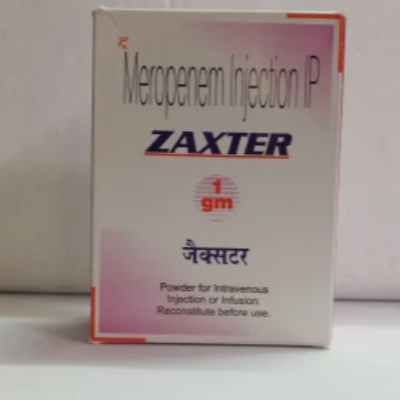 Meropenem Injection IP
ZAXTER
1
gm
जैक्सटर
Powder for Intravenous
Injection or Infusion.
Reconstitute before use.